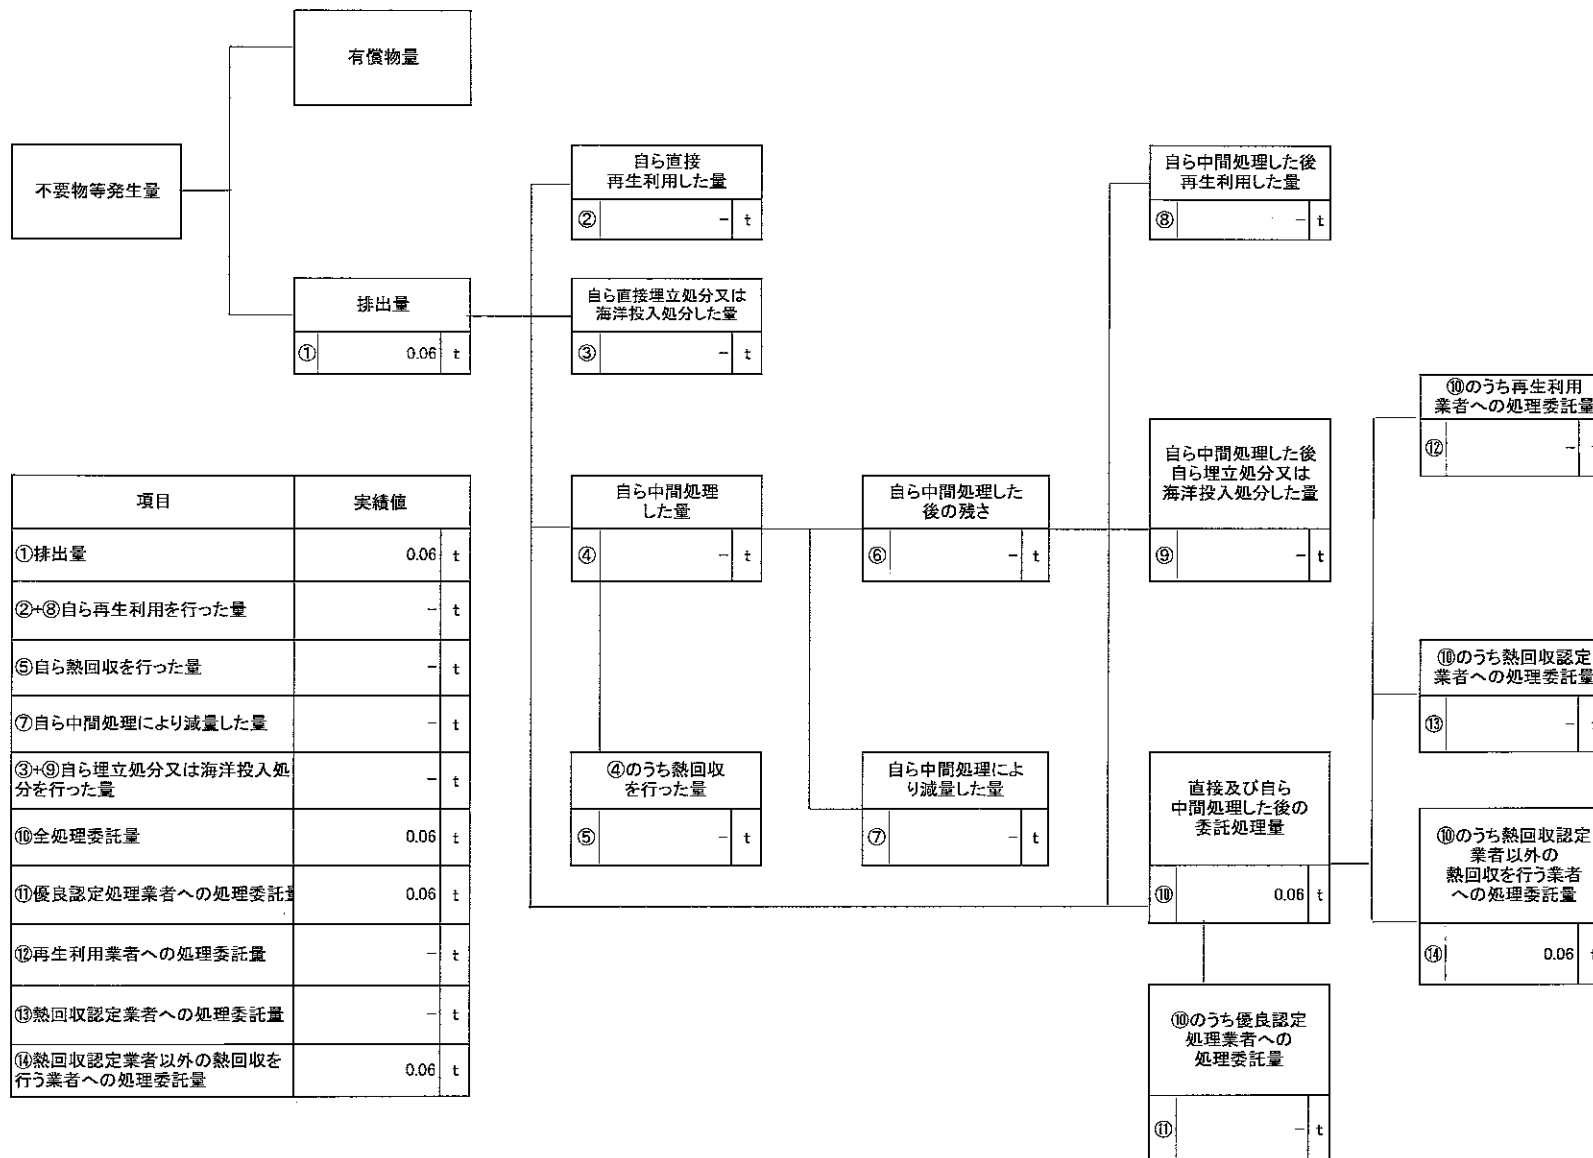 有償物量
不要物等発生量
排出量
① 0.06 t
自ら直接
再生利用した量
② - t
自ら直接埋立処分又は
海洋投入処分した量
③ - t
自ら中間処理
した量
④ - t
④のうち熱回収
を行った量
⑤ - t
自ら中間処理した
後の残さ
⑥ - t
自ら中間処理によ
り減量した量
⑦ - t
自ら中間処理した後
再生利用した量
⑧ - t
自ら中間処理した後
自ら埋立処分又は
海洋投入処分した量
⑨ - t
直接及び自ら
中間処理した後の
委託処理量
⑩ 0.06 t
⑩のうち優良認定
処理業者への
処理委託量
⑪ - t
⑩のうち再生利用
業者への処理委託量
⑫ -
⑩のうち熱回収認定
業者への処理委託量
⑬ -
⑩のうち熱回収認定
業者以外の
熱回収を行う業者
への処理委託量
⑭ 0.06
項目 実績値
①排出量 0.06 t
②+⑧自ら再生利用を行った量 - t
⑤自ら熱回収を行った量 - t
⑦自ら中間処理により減量した量 - t
③+⑨自ら埋立処分又は海洋投入処
分を行った量 - t
⑩全処理委託量 0.06 t
⑪優良認定処理業者への処理委託量 0.06 t
⑫再生利用業者への処理委託量 - t
⑬熱回収認定業者への処理委託量 - t
⑭熱回収認定業者以外の熱回収を
行う業者への処理委託量 0.06 t